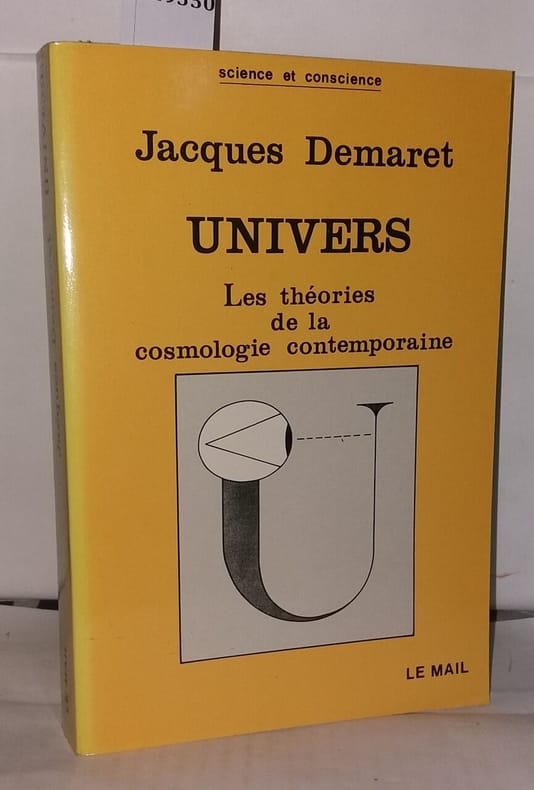 science et conscience
Jacques Demaret
UNIVERS
Les théories
de la
cosmologie contemporaine
LE MAIL